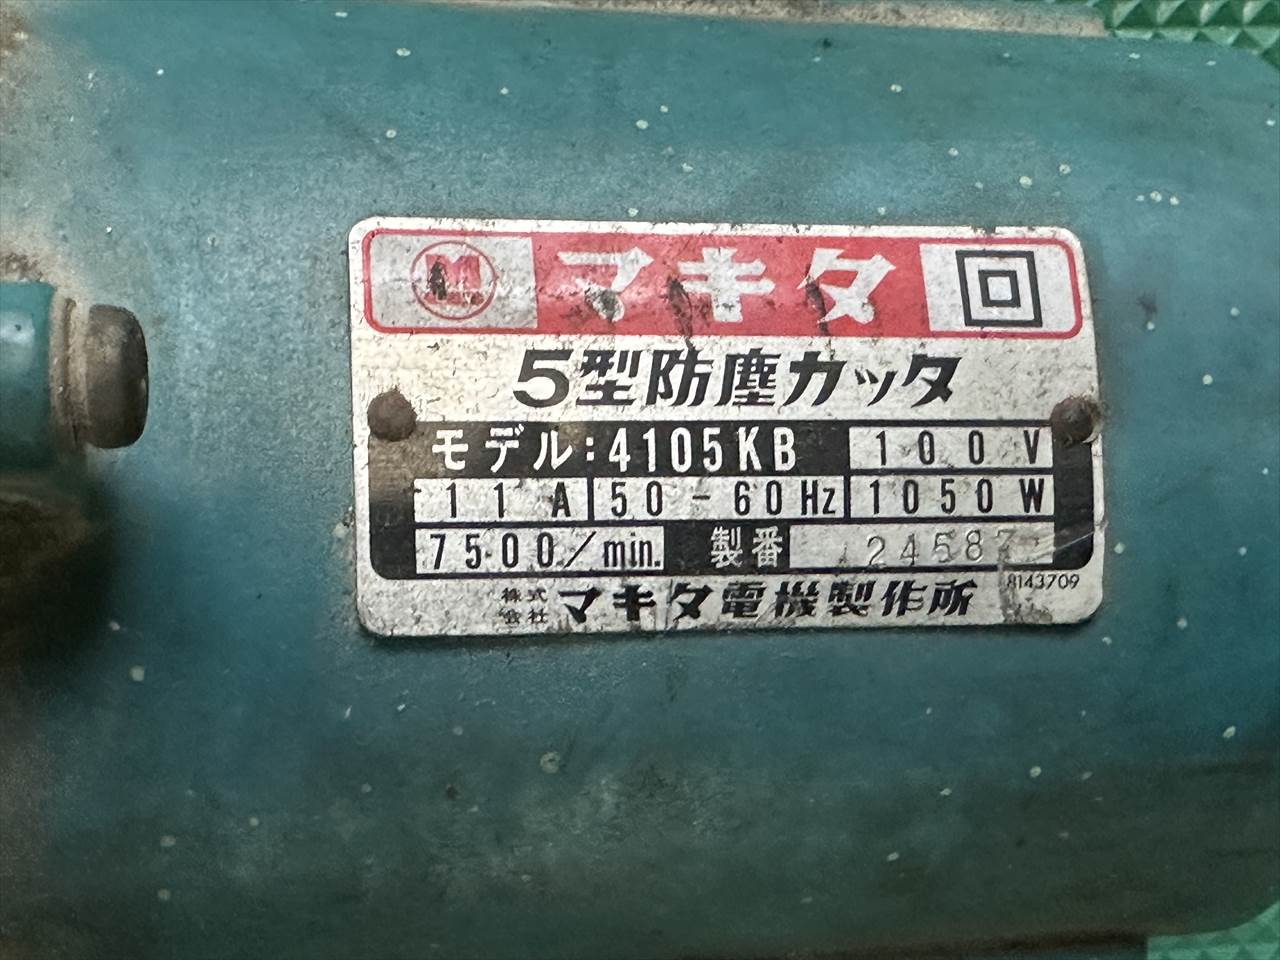 マキタ
5型防塵カッタ
モデル:4105KB 100V
11A 50-60Hz 1050W
7500/min. 製番 24587
株式会社 マキタ電機製作所 8143709